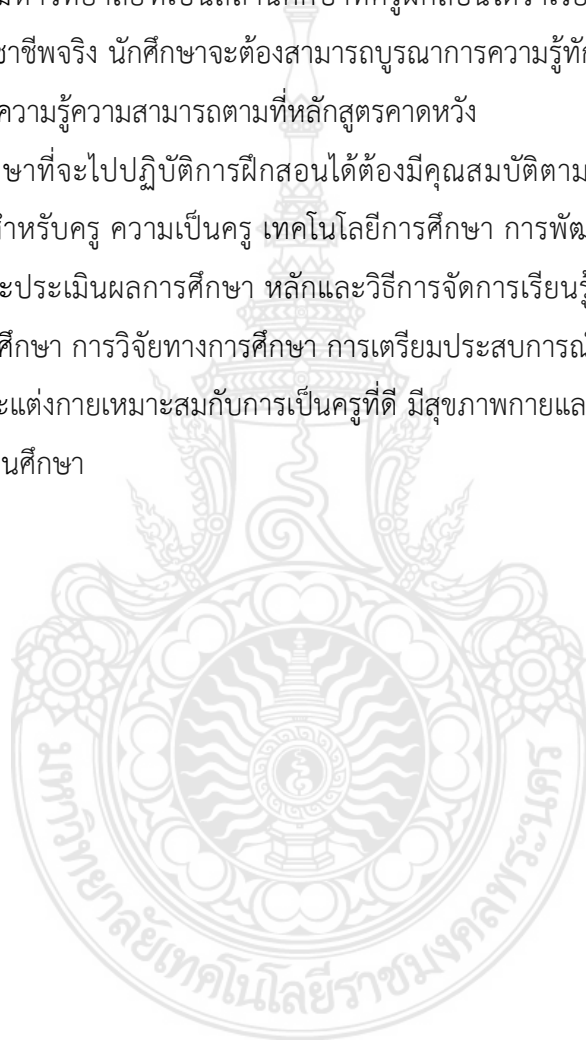 ชาชีพจริง นักศึกษาจะต้องสามารถบูรณาการความรู้ทัก
ความรู้ความสามารถตามที่หลักสูตรคาดหวัง
ษาที่จะไปปฏิบัติการฝึกสอนได้ต้องมีคุณสมบัติตาม
สำหรับครู ความเป็นครู เทคโนโลยีการศึกษา การพัฒ
ะประเมินผลการศึกษา หลักและวิธีการจัดการเรียนรู้
ศึกษา การวิจัยทางการศึกษา การเตรียมประสบการณ์
ะแต่งกายเหมาะสมกับการเป็นครูที่ดี มีสุขภาพกายแล
นศึกษา
มหาวิทยาลัยเทคโนโลยีราชมงคลพระนคร